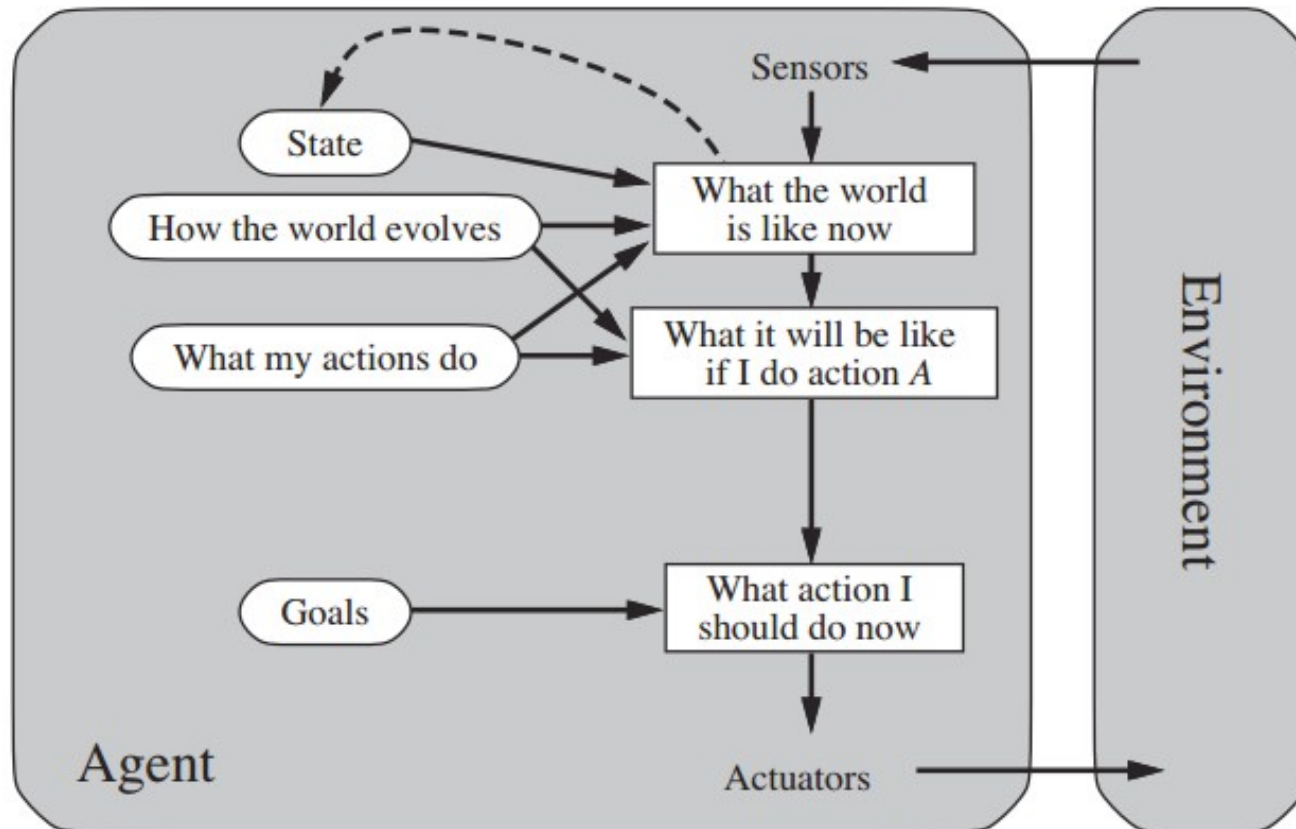 Sensors
State
What the world
is like now
How the world evolves
What my actions do
What it will be like
if I do action A
Goals
What action I
should do now
Agent
Actuators
Environment